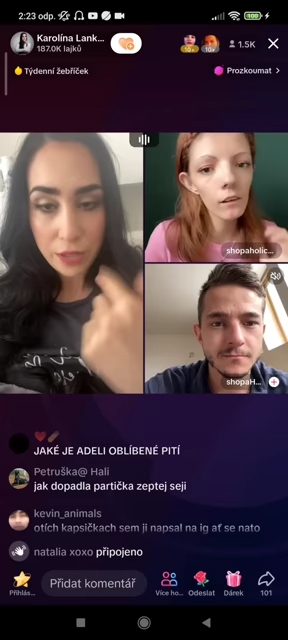 2:23 odp.
Karolína Lank...
187.0K lajků
10+
10+
1.5K
Týdenní žebříček
Prozkoumat >
shopaholic...
shopaH...
JAKÉ JE ADELI OBLÍBENÉ PITÍ
Petruška@ Hali
jak dopadla partička zeptej seji
kevin_animals
otích kapsičkach sem ji napsal na ig ať se nato
natalia xoxo připojeno
Přihlás...
Přidat komentář
Více ho...
Odeslat
Dárek
101